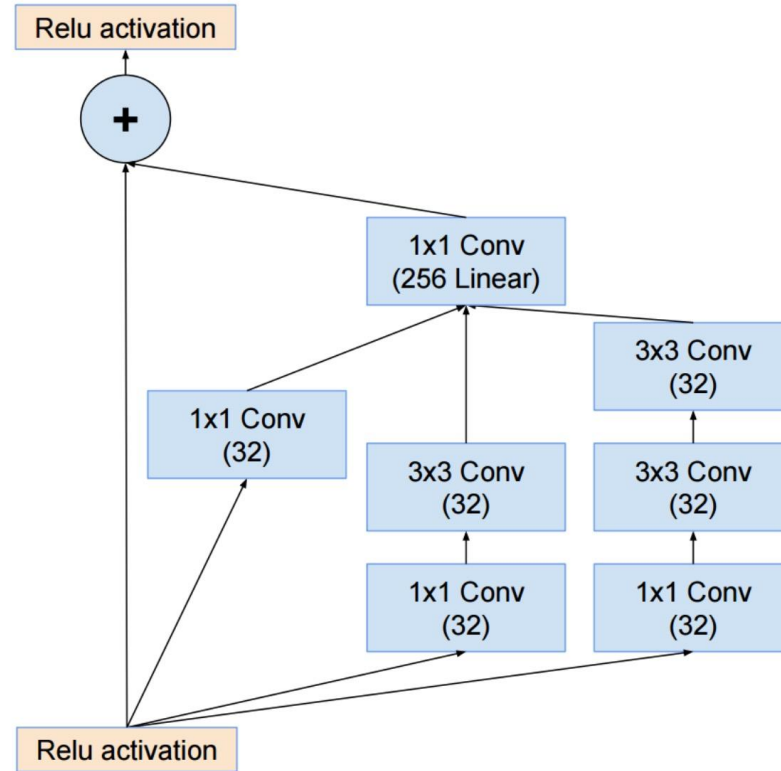 Relu activation
+
1x1 Conv
(256 Linear)
3x3 Conv
(32)
1x1 Conv
(32)
3x3 Conv
(32)
3x3 Conv
(32)
1x1 Conv
(32)
1x1 Conv
(32)
Relu activation